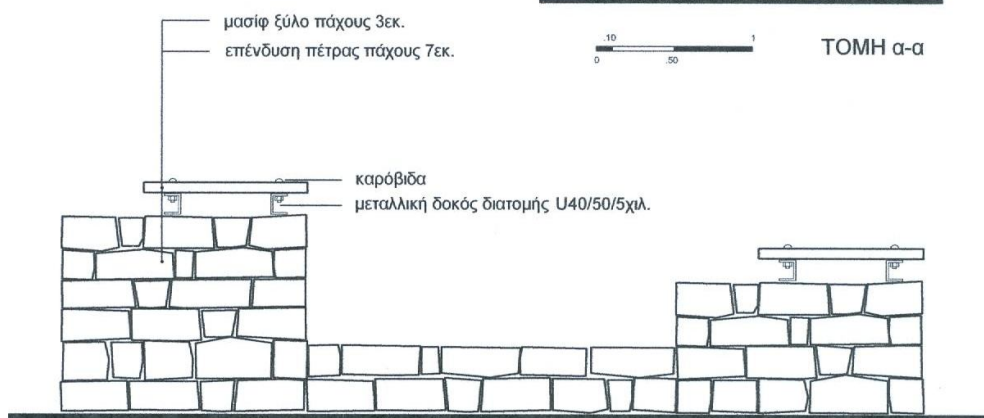 μασίφ ξύλο πάχους 3εκ.
επένδυση πέτρας πάχους 7εκ.
.10 1
0 .50
ΤΟΜΗ α-α
καρόβιδα
μεταλλική δοκός διατομής U40/50/5χιλ.